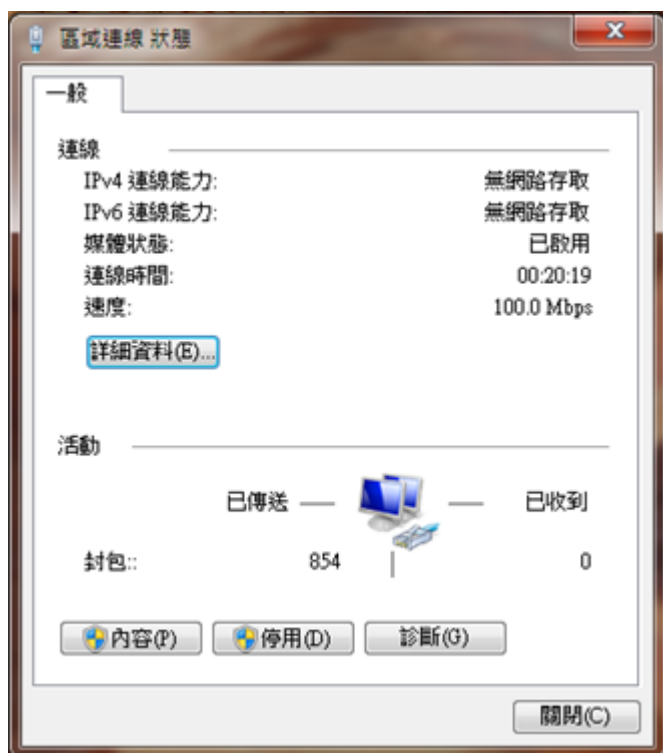 區域連線 狀態
一般
連線
IPv4 連線能力: 無網路存取
IPv6 連線能力: 無網路存取
媒體狀態: 已啟用
連線時間: 00:20:19
速度: 100.0 Mbps
詳細資料(E)...
活動
已傳送 — — 已收到
封包:: 854 | 0
內容(P) 停用(D) 診斷(G)
關閉(C)